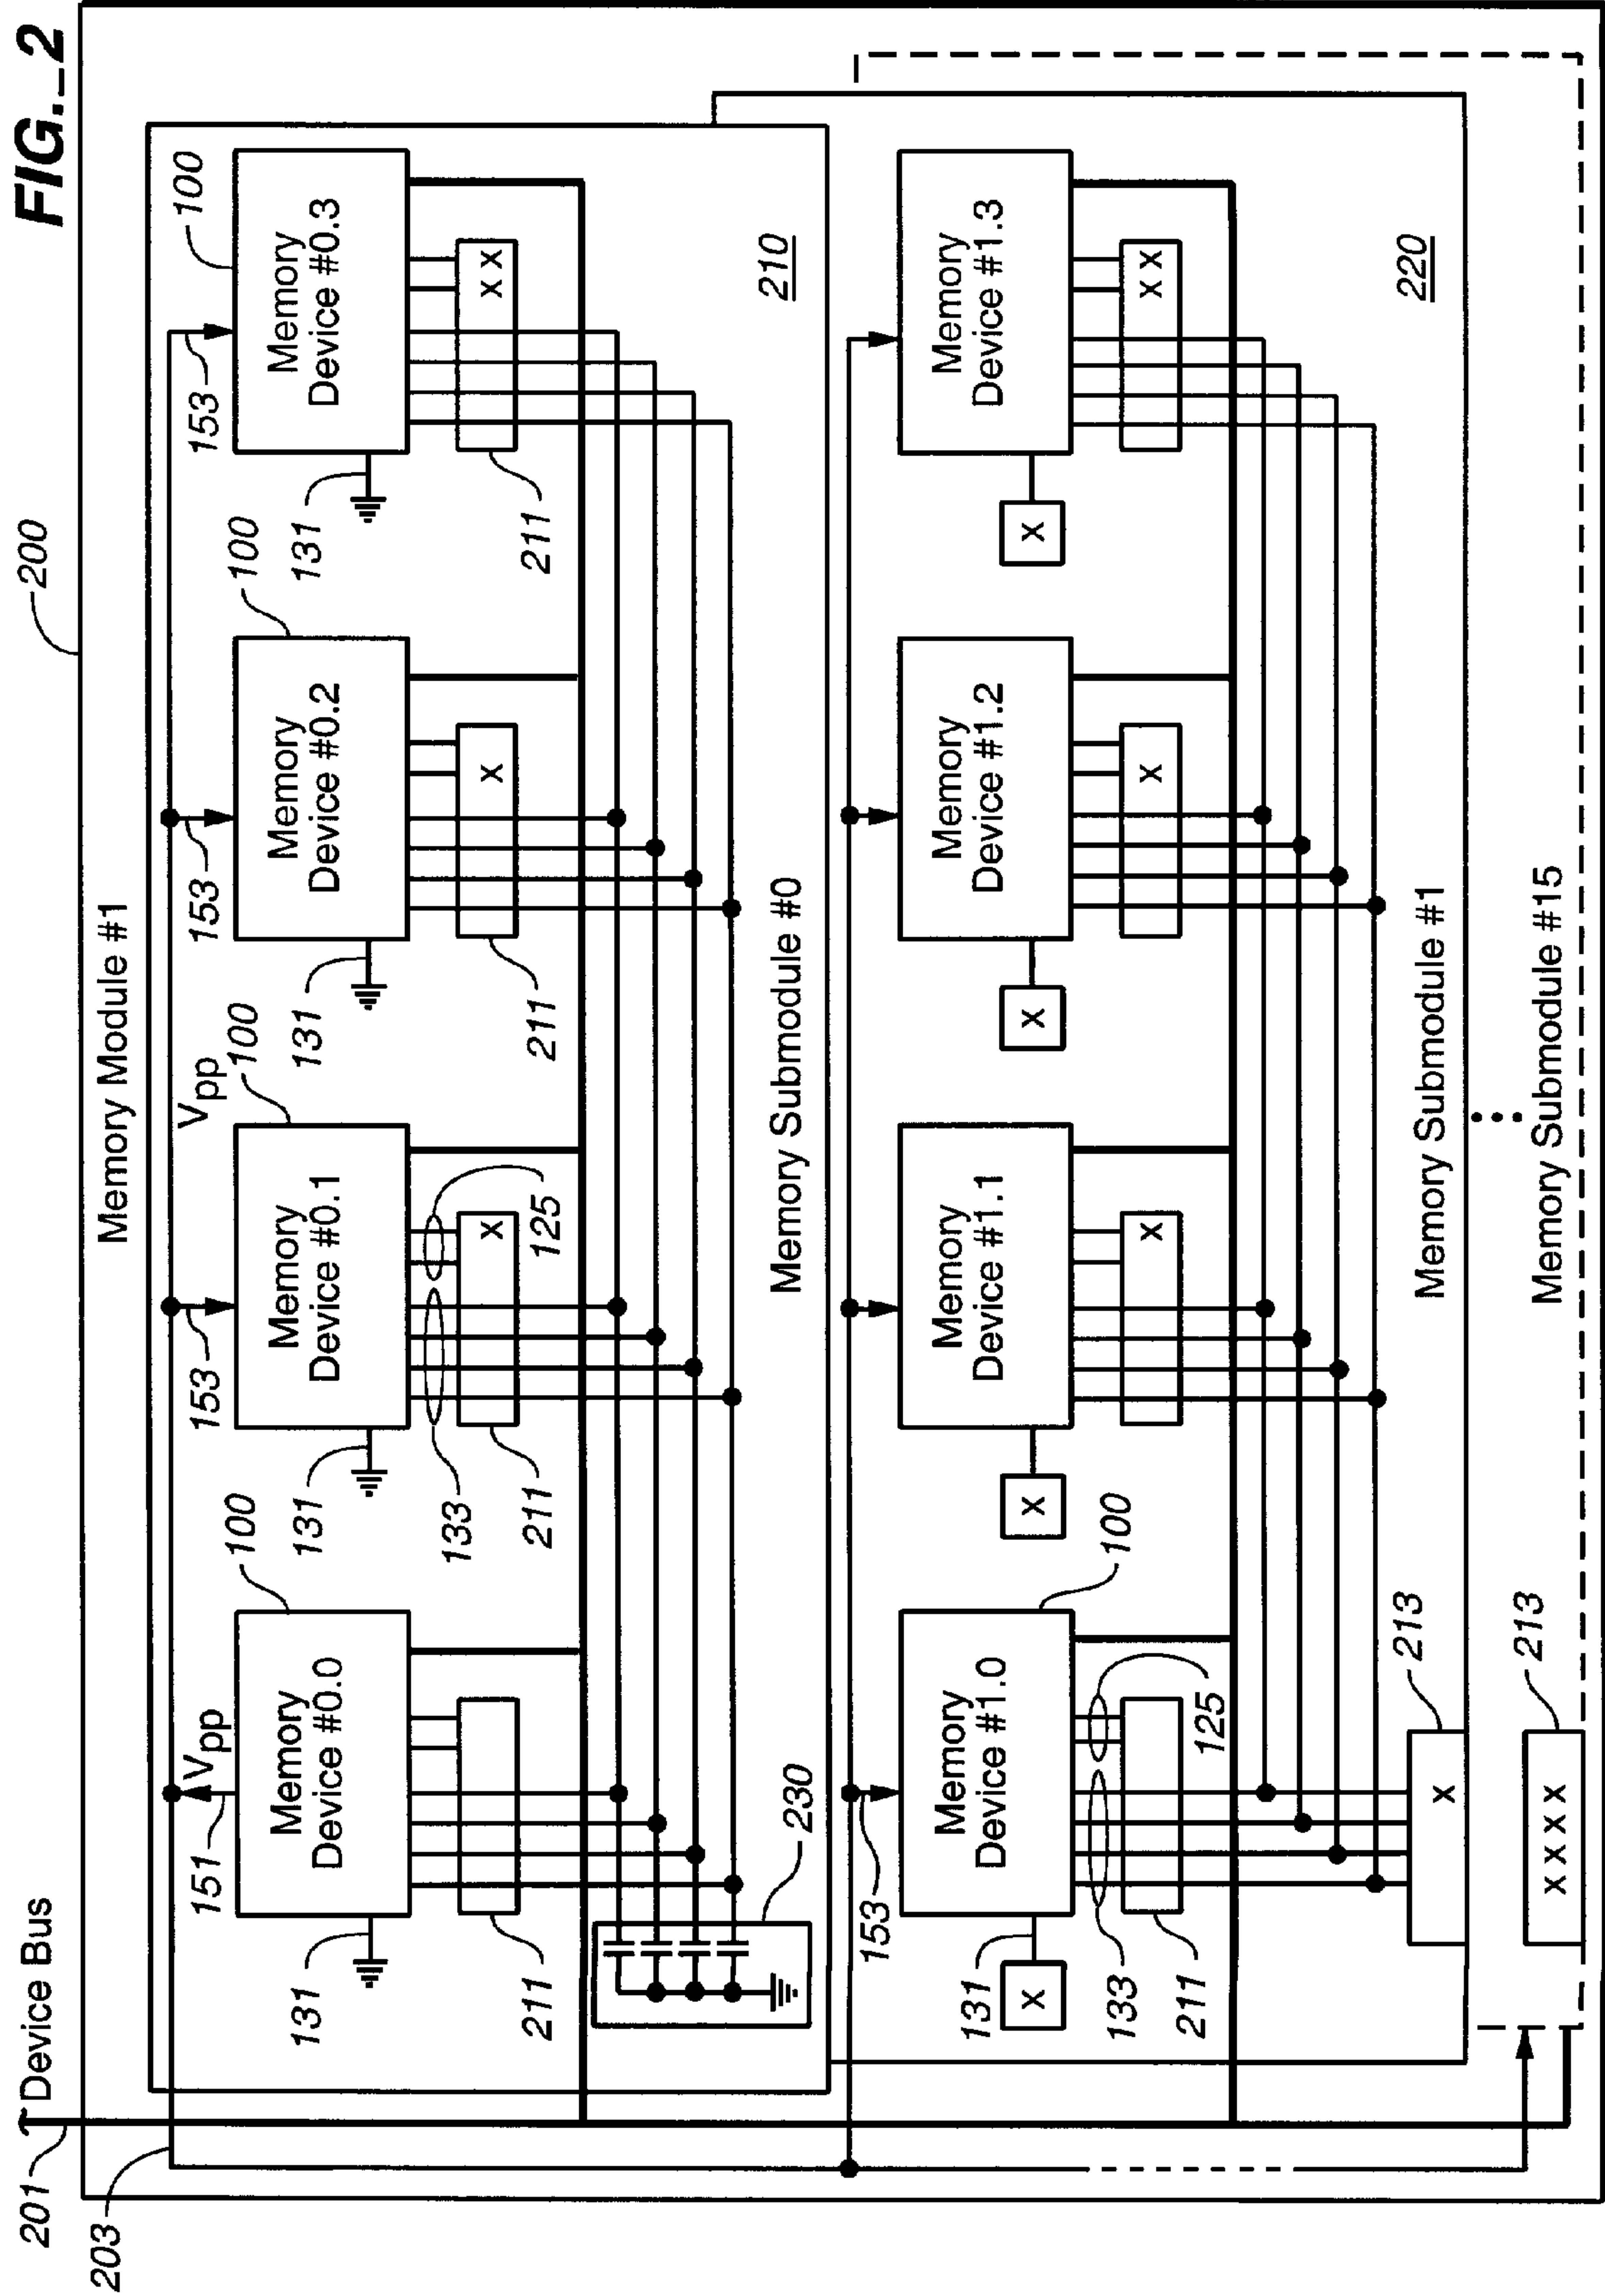 201
Device Bus
200
FIG._2
203
Memory Module #1
151
Vpp
100
153
Vpp
100
153
100
153
100
Memory
Device #0.0
Memory
Device #0.1
Memory
Device #0.2
Memory
Device #0.3
131
131
131
131
133
X
X
X X
211
211
125
211
211
230
Memory Submodule #0
210
153
Memory
Device #1.0
Memory
Device #1.1
Memory
Device #1.2
Memory
Device #1.3
131
X
100
X
X
X
133
X
X
X X
211
125
X
213
Memory Submodule #1
220
X X X X
213
Memory Submodule #15